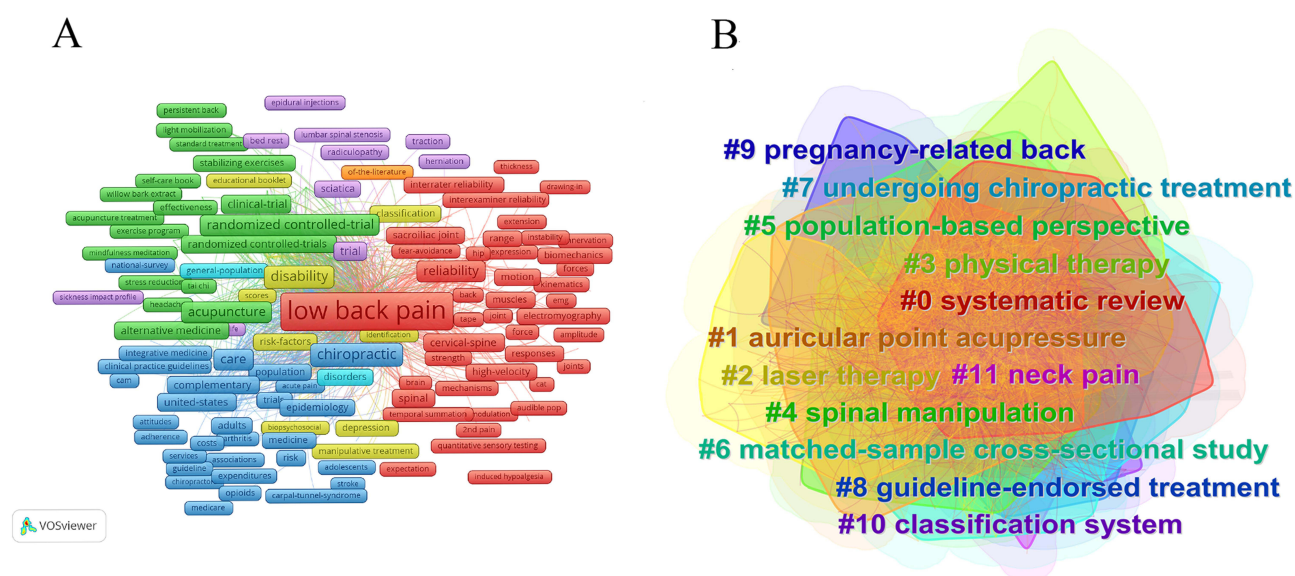 A
B
persistent back
epidural injections
light mobilization
standard treatment
bed rest
lumbar spinal stenosis
traction
radiculopathy
herniation
stabilizing exercises
of-the-literature
thickness
self-care book
educational booklet
sciatica
interrater reliability
drawing-in
willow bark extract
effectiveness
clinical-trial
classification
interexaminer reliability
acupuncture treatment
exercise program
randomized controlled-trial
extension
randomized controlled-trials
trial
sacroiliac joint
range
instability
mindfulness meditation
fear-avoidance
hip
expression
biomechanics
national-survey
general-population
disability
reliability
motion
forces
stress reduction
tai chi
kinematics
sickness impact profile
scores
back
muscles
emg
headache
acupuncture
low back pain
tape
joint
electromyography
alternative medicine
risk-factors
identification
cervical-spine
force
amplitude
integrative medicine
care
chiropractic
strength
responses
clinical practice guidelines
population
high-velocity
joints
cam
complementary
acute pain
disorders
brain
mechanisms
cat
united-states
trials
epidemiology
spinal
temporal summation
audible pop
attitudes
adults
biopsychosocial
depression
2nd pain
adherence
costs
arthritis
medicine
quantitative sensory testing
services
associations
risk
manipulative treatment
guideline
expenditures
adolescents
expectation
induced hypoalgesia
opioids
stroke
carpal-tunnel-syndrome
medicare
VOSviewer
#9 pregnancy-related back
#7 undergoing chiropractic treatment
#5 population-based perspective
#3 physical therapy
#0 systematic review
#1 auricular point acupressure
#2 laser therapy #11 neck pain
#4 spinal manipulation
#6 matched-sample cross-sectional study
#8 guideline-endorsed treatment
#10 classification system